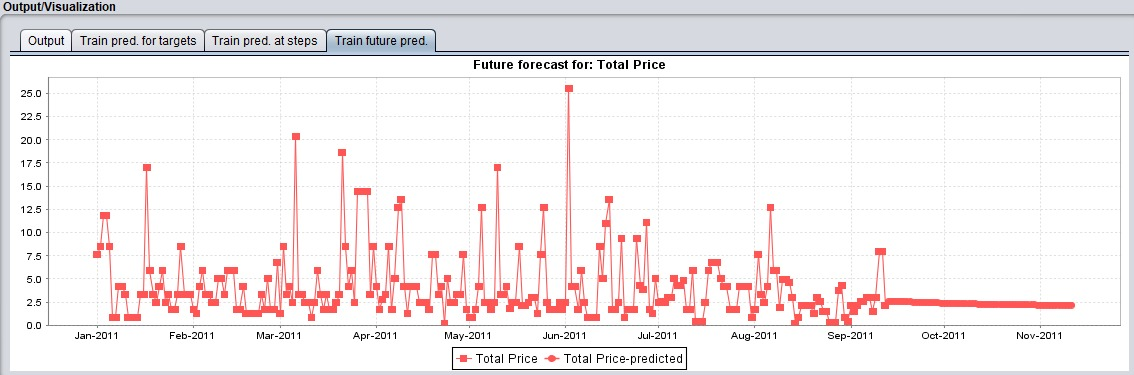 Output/Visualization
Output Train pred. for targets Train pred. at steps Train future pred.
Future forecast for: Total Price
25.0
22.5
20.0
17.5
15.0
12.5
10.0
7.5
5.0
2.5
0.0
Jan-2011 Feb-2011 Mar-2011 Apr-2011 May-2011 Jun-2011 Jul-2011 Aug-2011 Sep-2011 Oct-2011 Nov-2011
Total Price Total Price-predicted